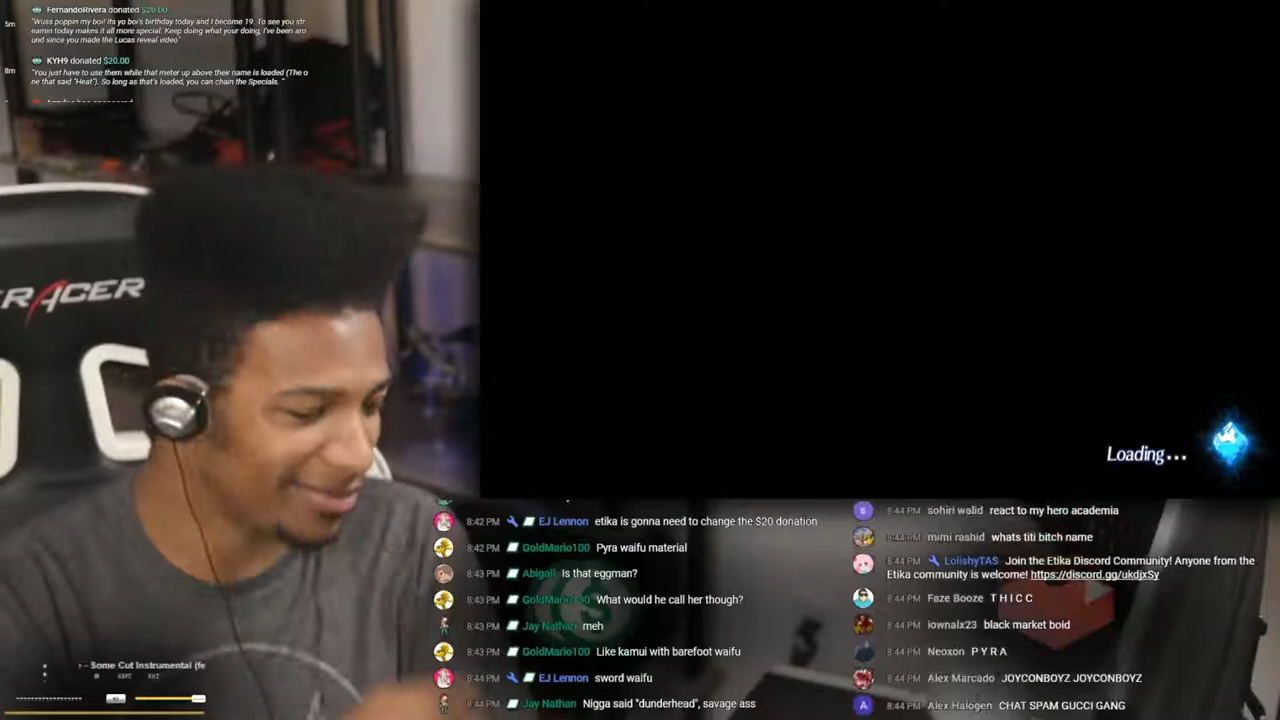 FernandoRivera donated $20.00
5m
"Wuss poppin my boi! Its yo boi's birthday today and I become 19. To see you str
eamin today makes it all more special. Keep doing what your doing, I've been aro
und since you made the Lucas reveal video"
KYH9 donated $20.00
8m
"You just have to use them while that meter up above their name is loaded (The o
ne that said "Heat"). So long as that's loaded, you can chain the Specials. "
RACER
Loading...
8:42 PM EJ Lennon etika is gonna need to change the $20 donation
8:42 PM GoldMario100 Pyra waifu material
8:43 PM Abigail Is that eggman?
8:43 PM GoldMario100 What would he call her though?
8:43 PM Jay Nathan meh
8:43 PM GoldMario100 Like kamui with barefoot waifu
8:44 PM EJ Lennon sword waifu
8:44 PM Jay Nathan Nigga said "dunderhead", savage ass
8:44 PM sohiri walid react to my hero academia
8:44 PM mimi rashid whats titi bitch name
8:44 PM LolishyTAS Join the Etika Discord Community! Anyone from the
Etika community is welcome! https://discord.gg/ukdjxSy
8:44 PM Faze Booze T H I C C
8:44 PM iownalx23 black market boid
8:44 PM Neoxon P Y R A
8:44 PM Alex Marcado JOYCONBOYZ JOYCONBOYZ
8:44 PM Alex Halogen CHAT SPAM GUCCI GANG
- Some Cut Instrumental (fe